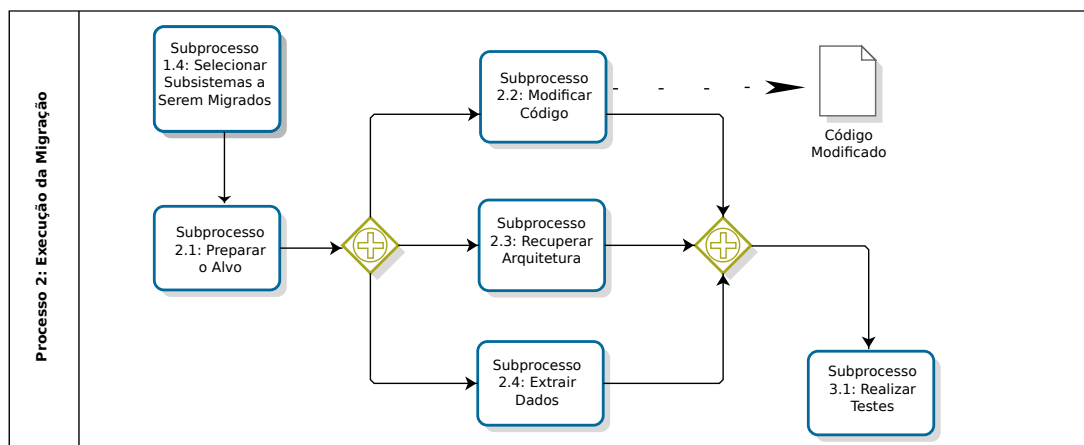 Processo 2: Execução da Migração
Subprocesso
1.4: Selecionar
Subsistemas a
Serem Migrados
Subprocesso
2.1: Preparar
o Alvo
Subprocesso
2.2: Modificar
Código
Código
Modificado
Subprocesso
2.3: Recuperar
Arquitetura
Subprocesso
2.4: Extrair
Dados
Subprocesso
3.1: Realizar
Testes